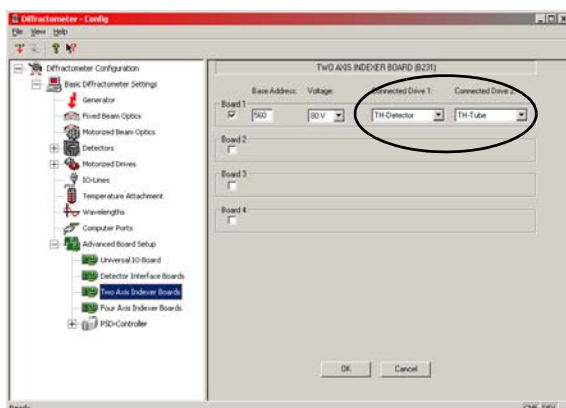 Diffractometer - Config
File View Help
Diffractometer Configuration
Basic Diffractometer Settings
Generator
Fixed Beam Optics
Motorized Beam Optics
Detectors
Motorized Drives
IO-Lines
Temperature Attachment
Wavelengths
Computer Ports
Advanced Board Setup
Universal IO Board
Detector Interface Boards
Two Axis Indexer Boards
Four Axis Indexer Boards
PSD-Controller
TWO AXIS INDEXER BOARD (B231)
Base Address: Voltage: Connected Drive 1: Connected Drive 2:
Board 1
560 80 V TH-Detector TH-Tube
Board 2
Board 3
Board 4
OK Cancel
Ready